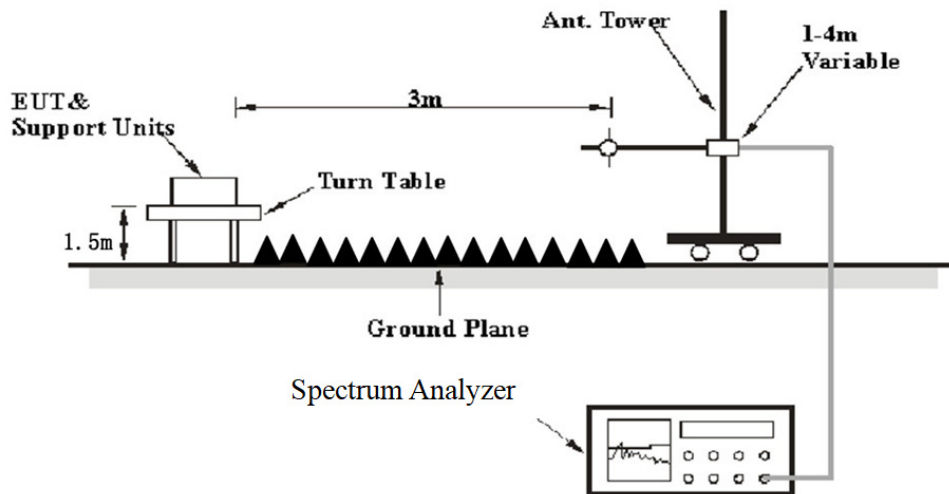 Ant. Tower
1-4m
Variable
EUT&
Support Units
3m
Turn Table
1.5m
Ground Plane
Spectrum Analyzer